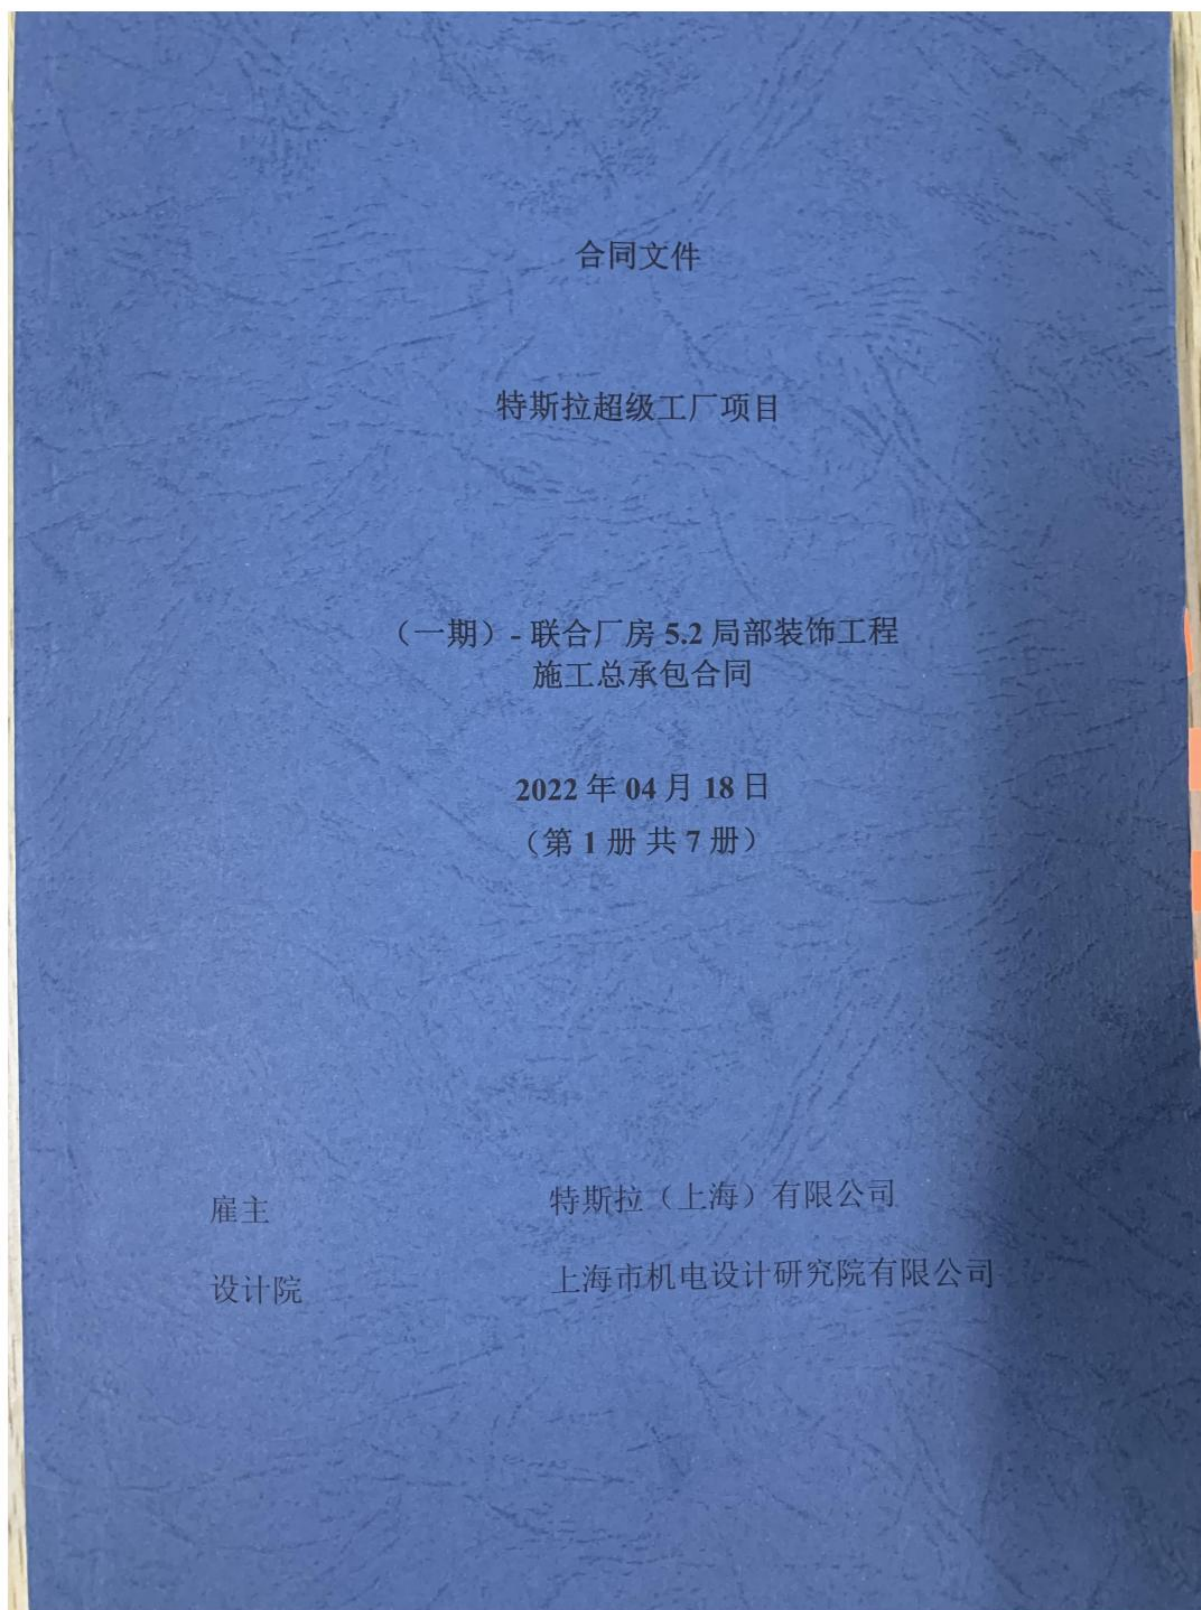 合同文件
特斯拉超级工厂项目
（一期）- 联合厂房 5.2 局部装饰工程
施工总承包合同
2022 年 04 月 18 日
（第 1 册 共 7 册）
雇主 特斯拉（上海）有限公司
设计院 上海市机电设计研究院有限公司